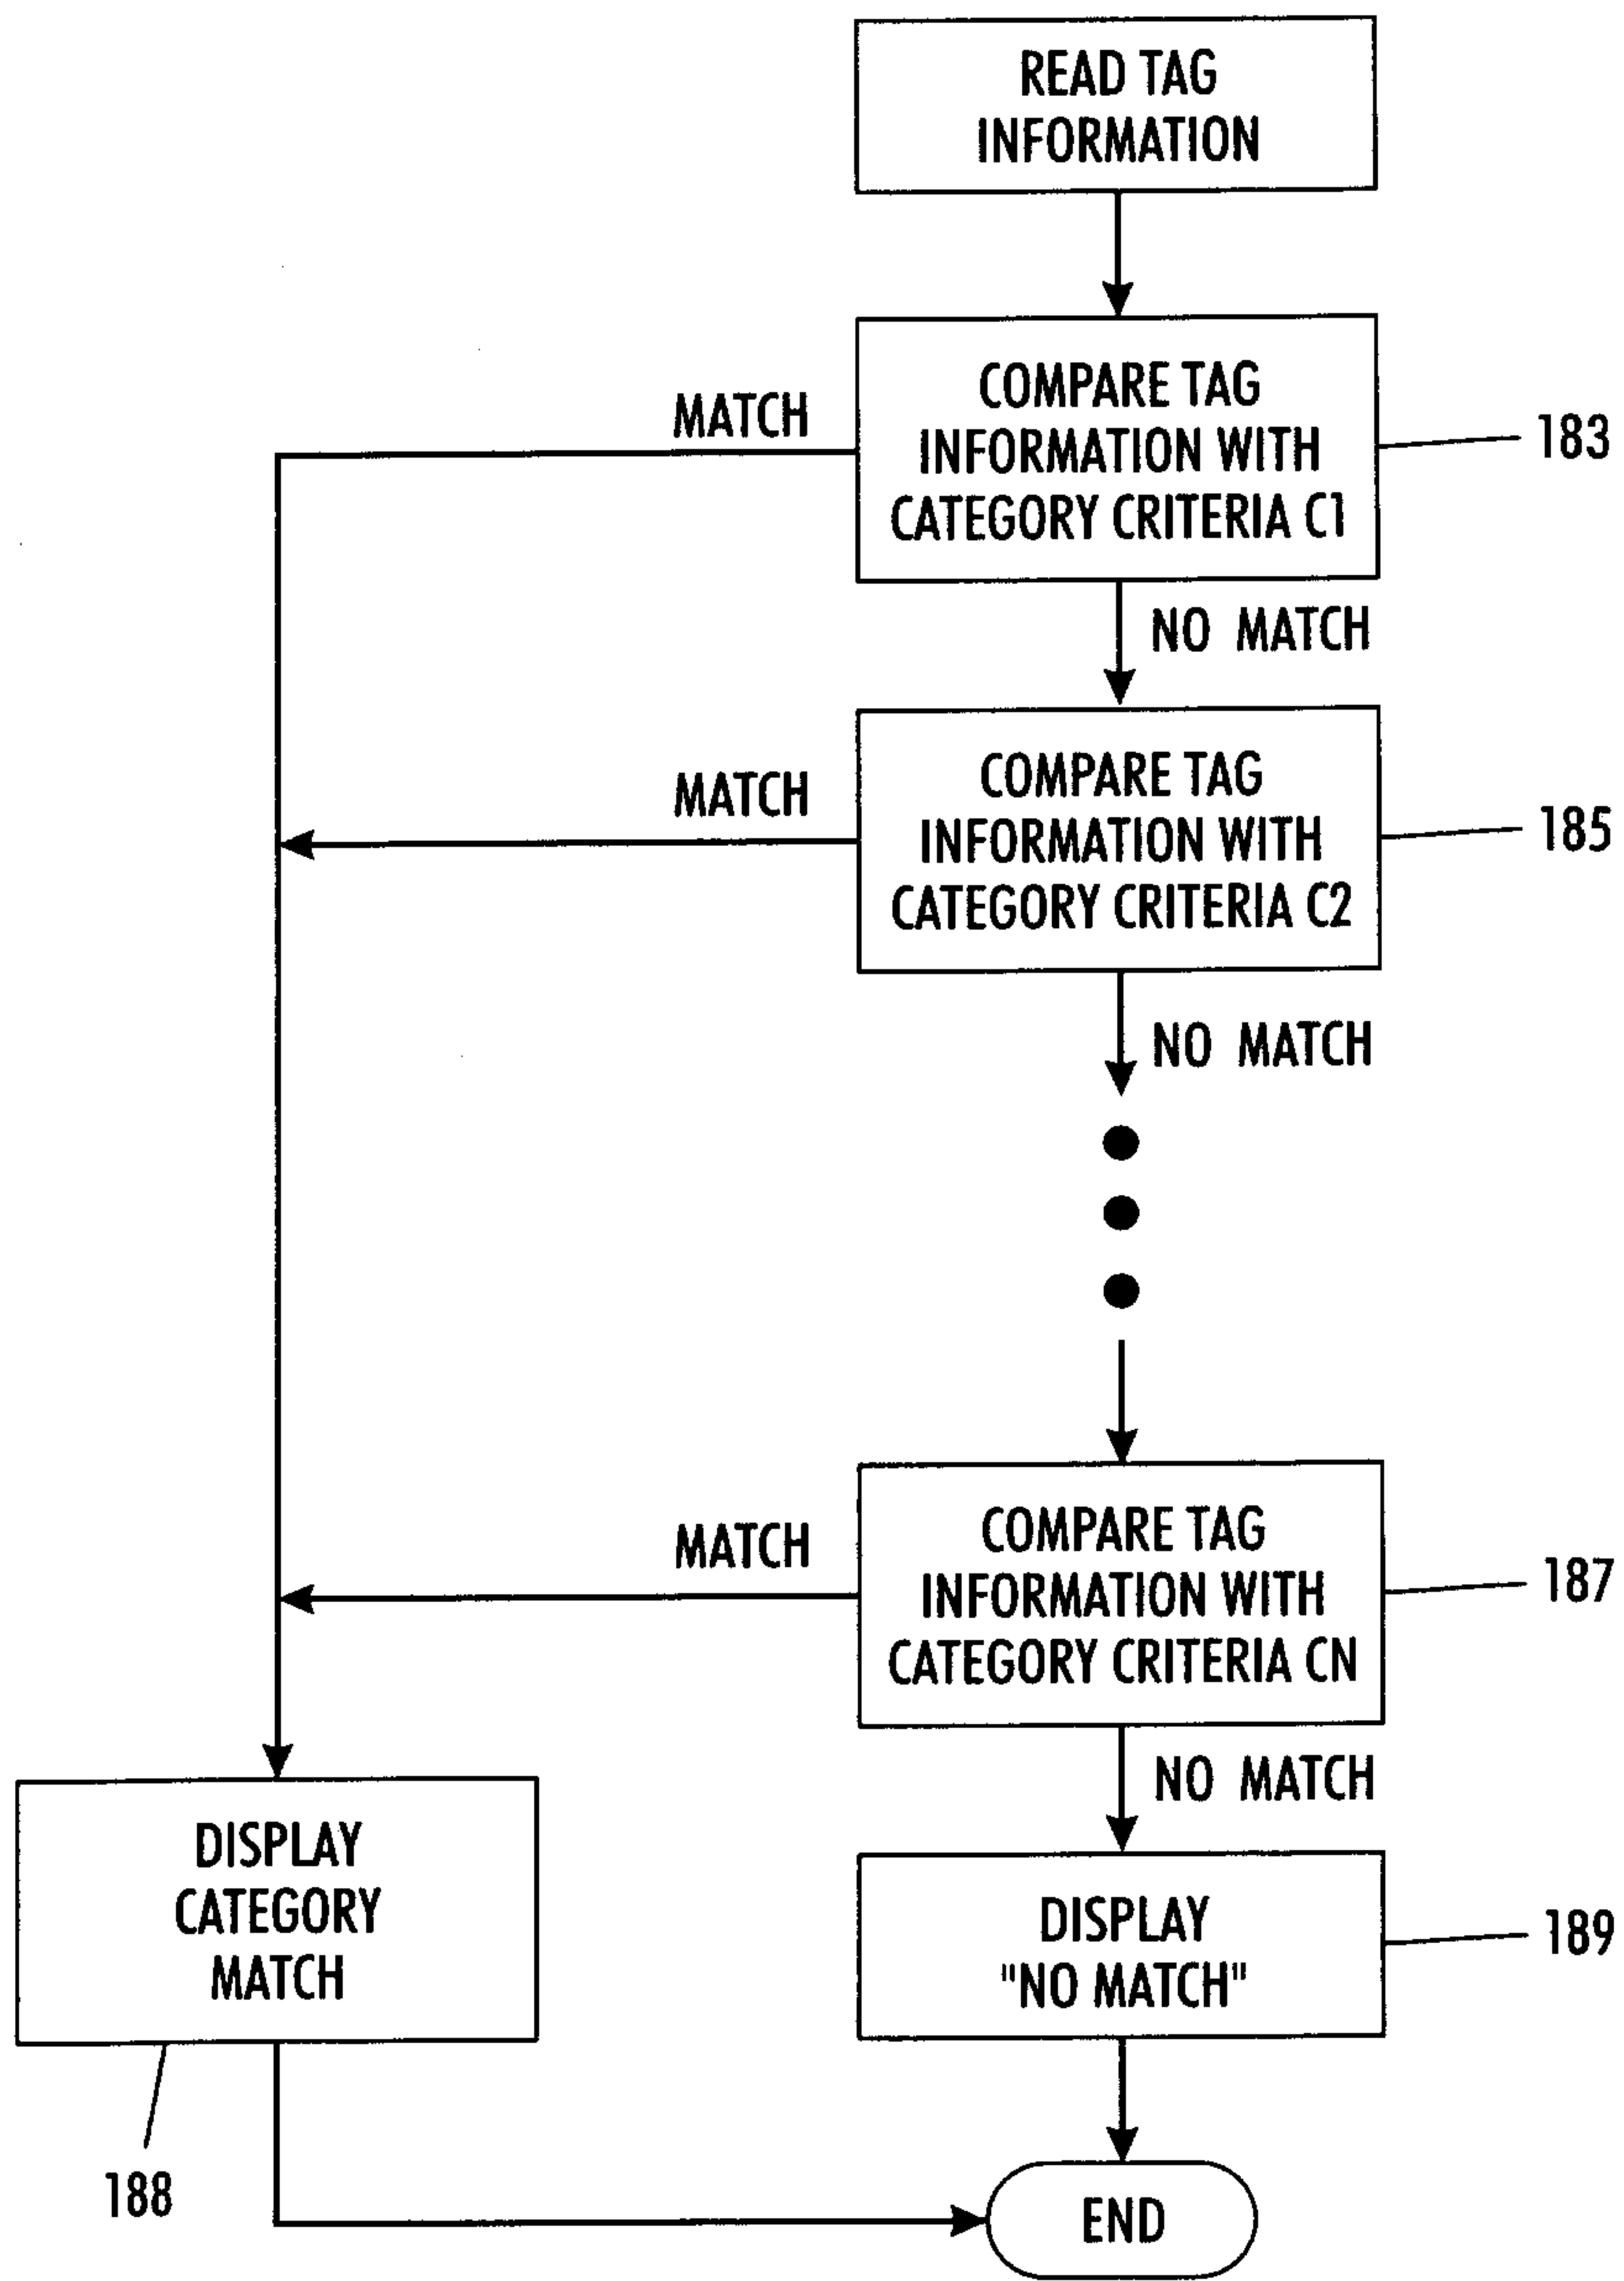 READ TAG
INFORMATION
COMPARE TAG
INFORMATION WITH
CATEGORY CRITERIA C1
183
MATCH
NO MATCH
COMPARE TAG
INFORMATION WITH
CATEGORY CRITERIA C2
185
MATCH
NO MATCH
COMPARE TAG
INFORMATION WITH
CATEGORY CRITERIA CN
187
MATCH
NO MATCH
DISPLAY
CATEGORY
MATCH
188
DISPLAY
"NO MATCH"
189
END